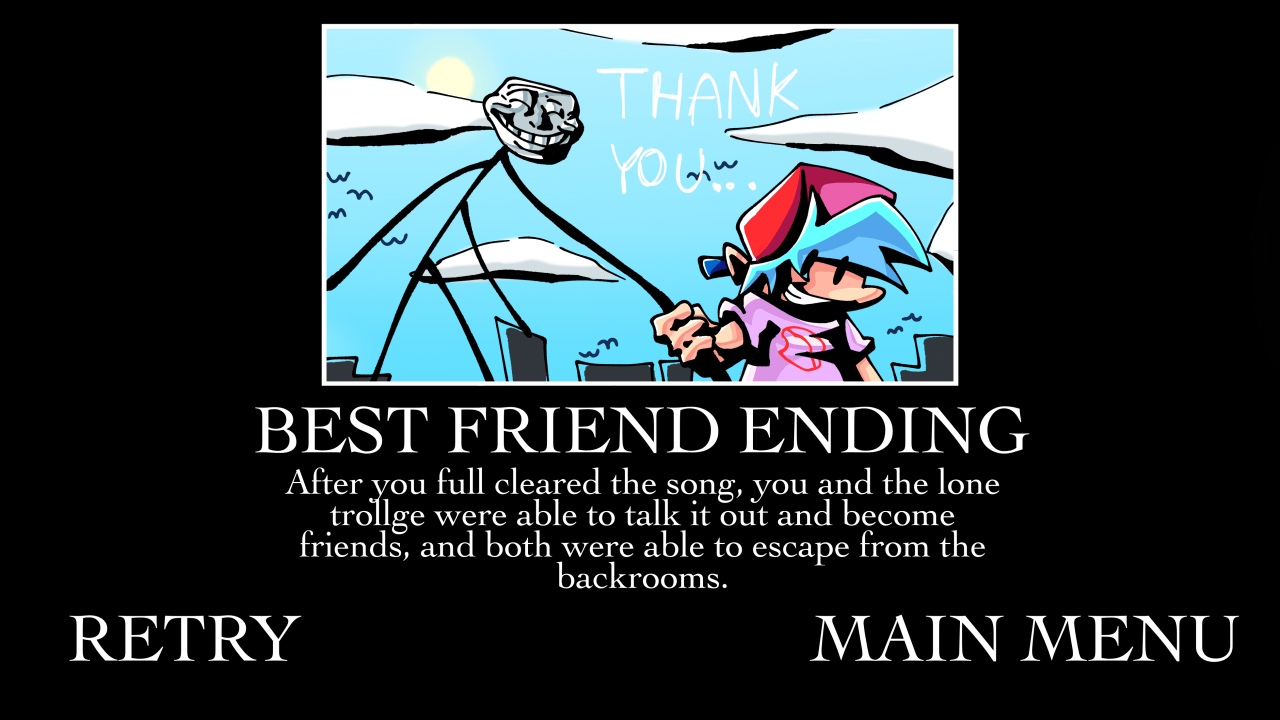 THANK
YOU...
BEST FRIEND ENDING
After you full cleared the song, you and the lone
trollge were able to talk it out and become
friends, and both were able to escape from the
backrooms.
RETRY
MAIN MENU